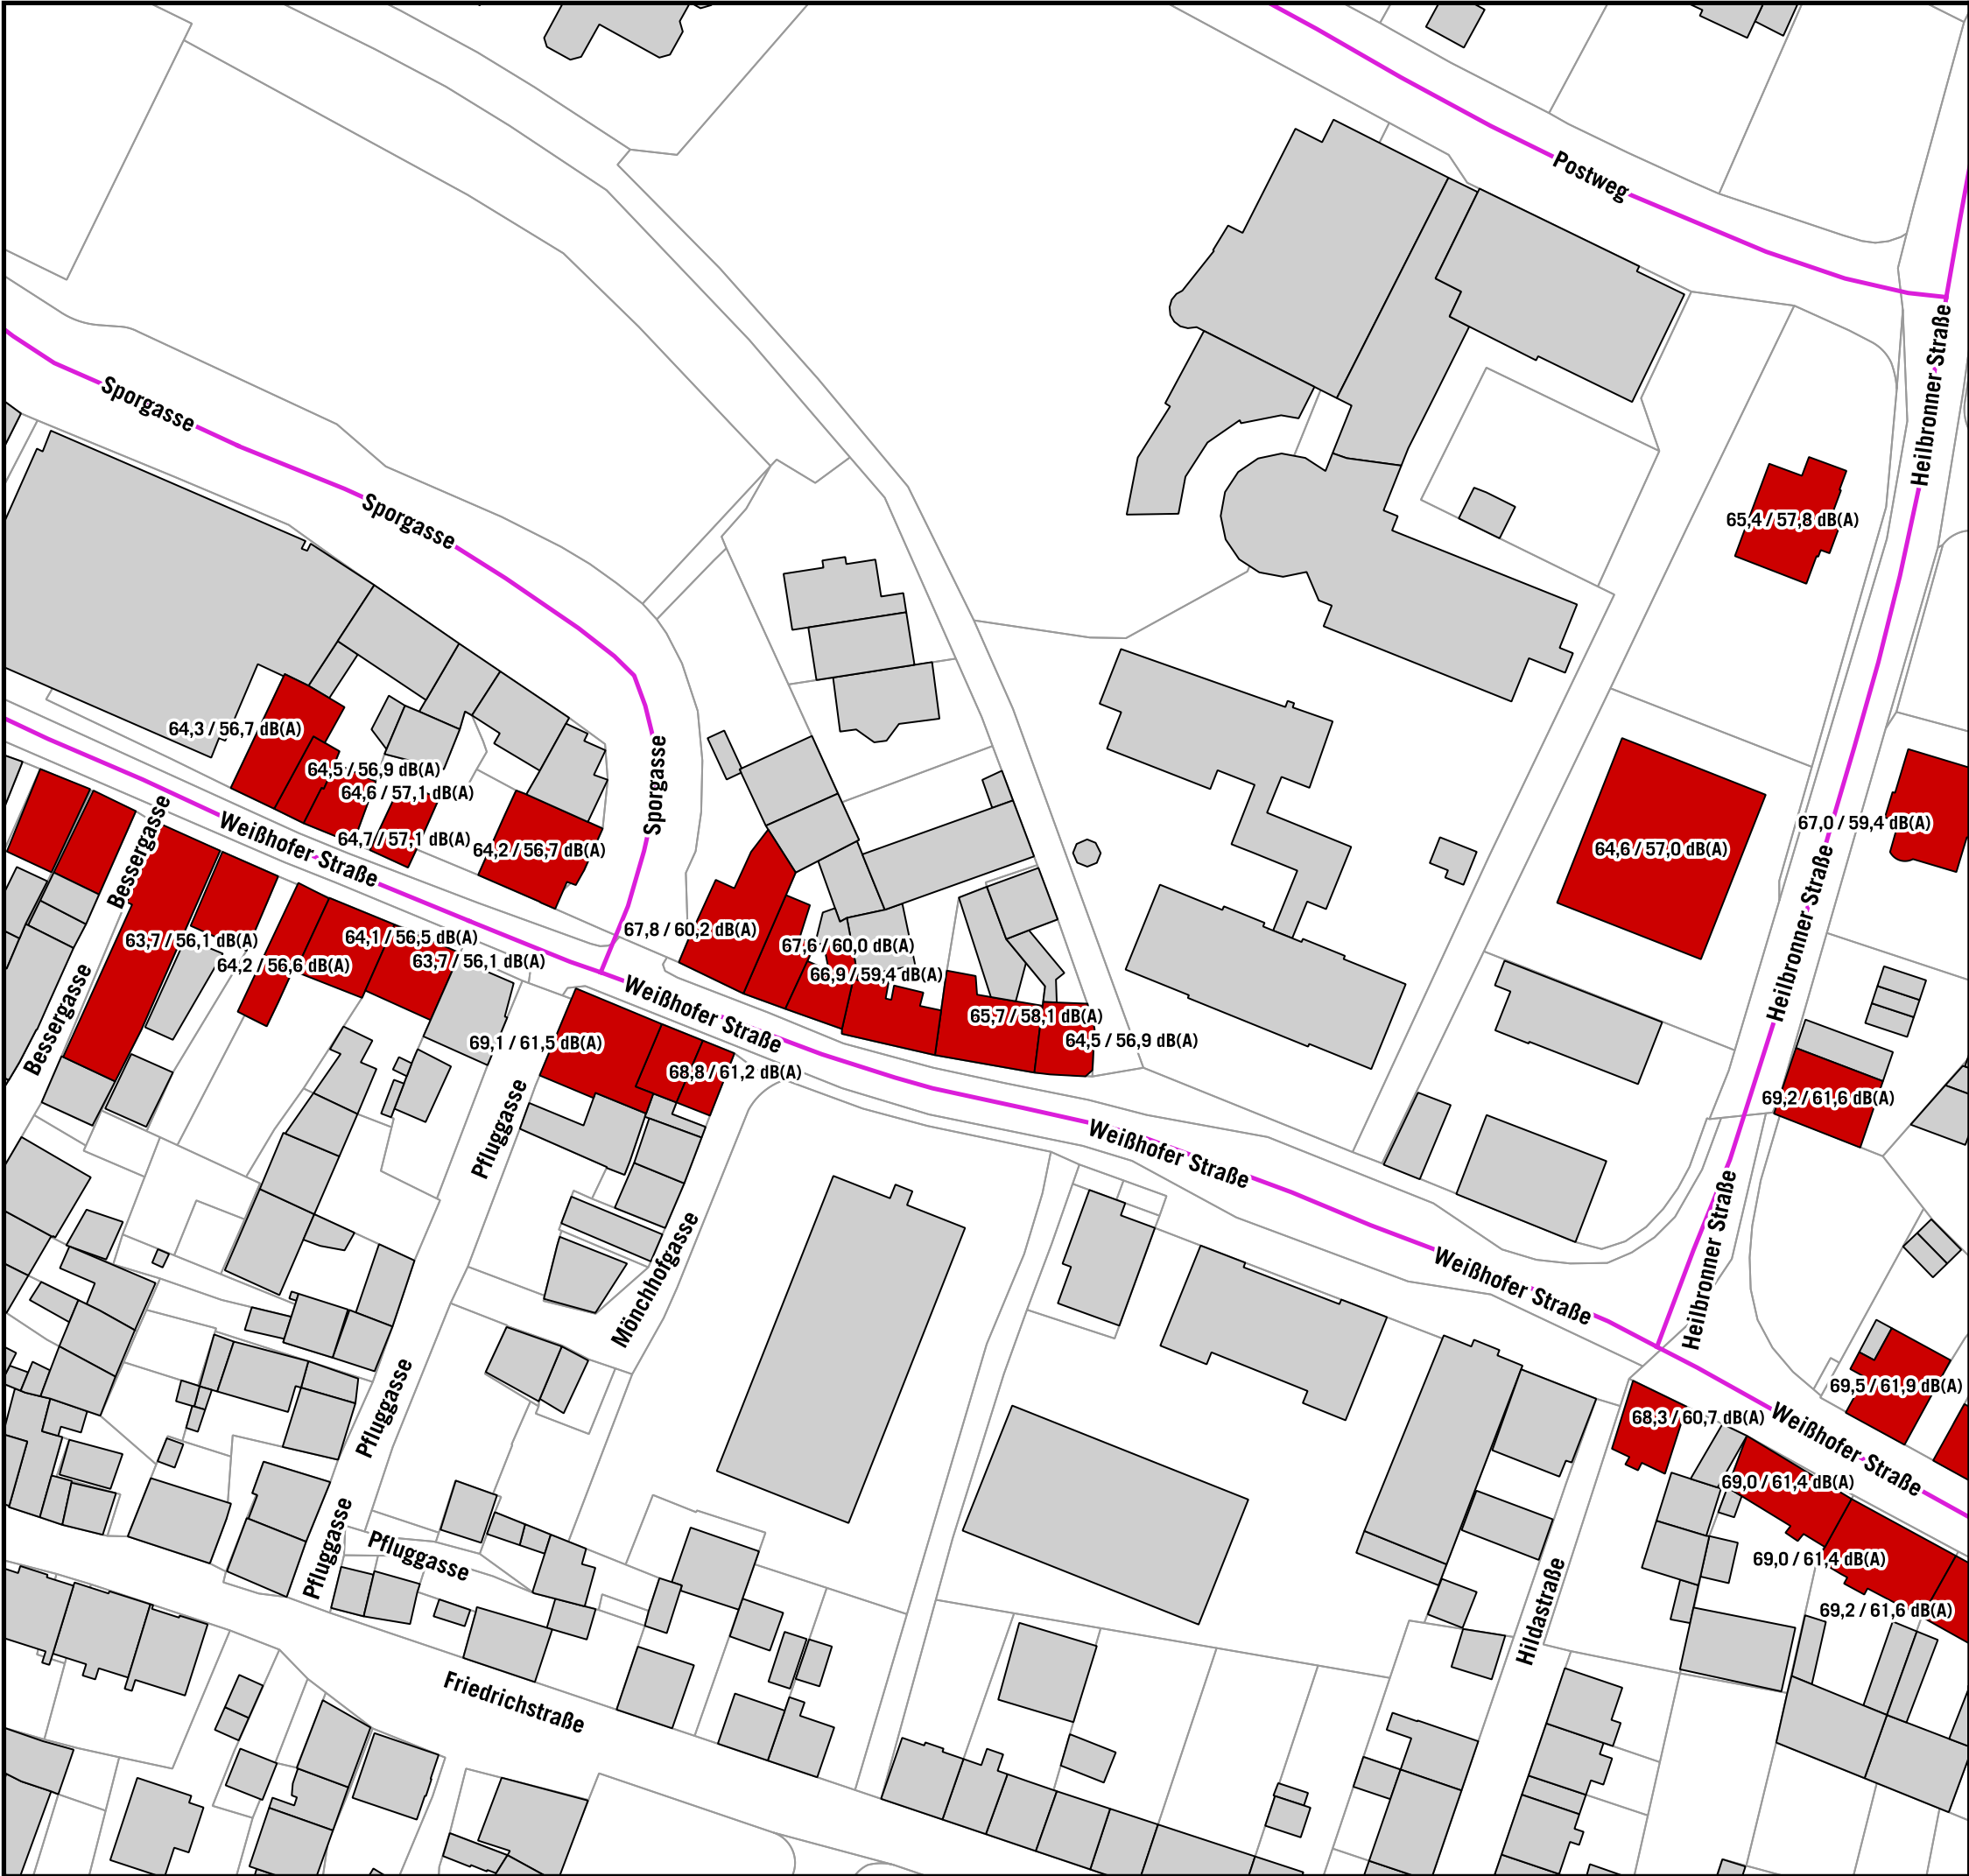 Postweg
Heilbronner Straße
Sporgasse
Sporgasse
65,4 / 57,8 dB(A)
64,3 / 56,7 dB(A)
Sporgasse
64,5 / 56,9 dB(A)
64,6 / 57,1 dB(A)
64,7 / 57,1 dB(A)
64,2 / 56,7 dB(A)
Weißhofer Straße
Bessergasse
67,0 / 59,4 dB(A)
64,6 / 57,0 dB(A)
Heilbronner Straße
63,7 / 56,1 dB(A)
64,1 / 56,5 dB(A)
64,2 / 56,6 dB(A)
63,7 / 56,1 dB(A)
67,8 / 60,2 dB(A)
67,6 / 60,0 dB(A)
66,9 / 59,4 dB(A)
Bessergasse
Weißhofer Straße
65,7 / 58,1 dB(A)
64,5 / 56,9 dB(A)
69,1 / 61,5 dB(A)
68,8 / 61,2 dB(A)
69,2 / 61,6 dB(A)
Pfluggasse
Weißhofer Straße
Mönchhofgasse
Weißhofer Straße
Heilbronner Straße
69,5 / 61,9 dB(A)
68,3 / 60,7 dB(A)
Weißhofer Straße
Pfluggasse
69,0 / 61,4 dB(A)
69,0 / 61,4 dB(A)
69,2 / 61,6 dB(A)
Pfluggasse
Pfluggasse
Hildastraße
Friedrichstraße